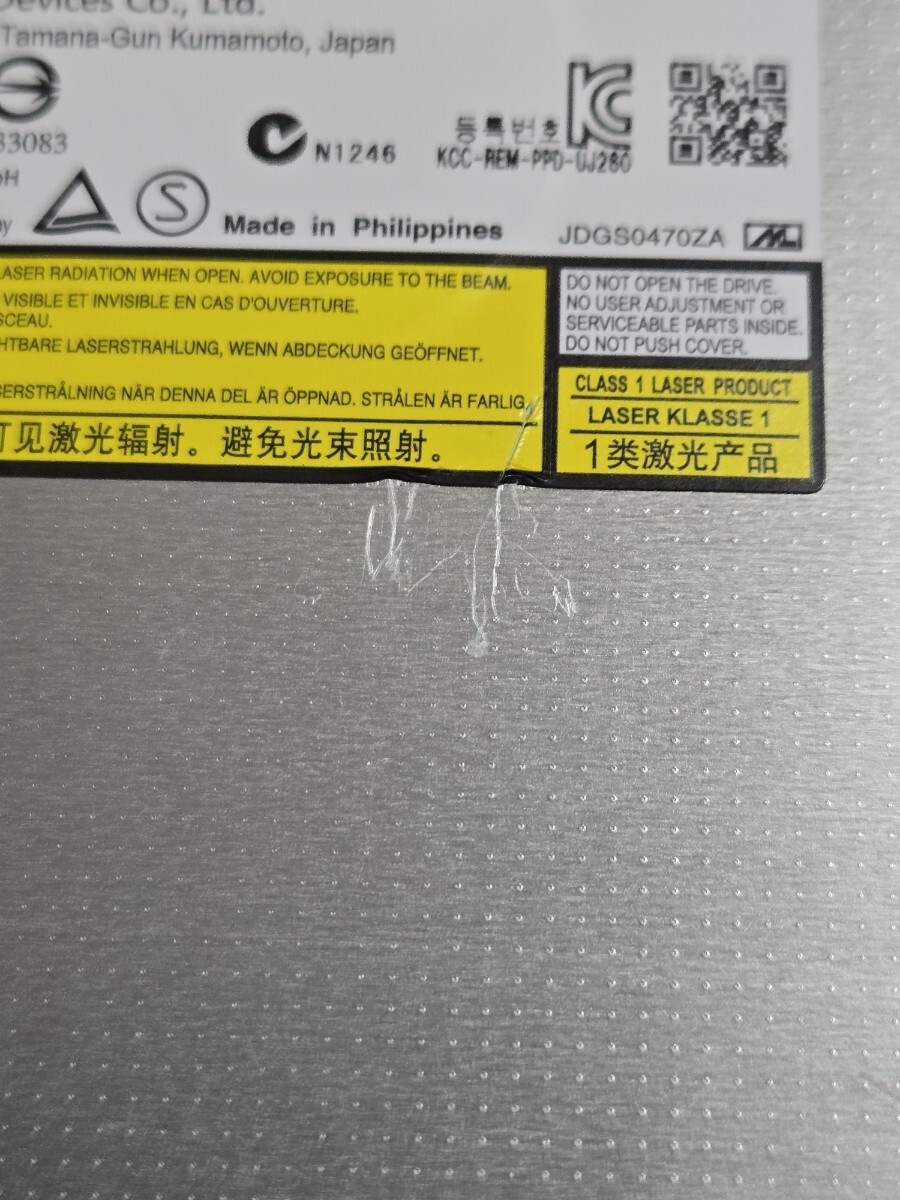 Devices Co., Ltd.
Tamana-Gun Kumamoto, Japan
33083
N1246
등록번호
KCC-REM-PPD-UJ280
S
Made in Philippines
JDGS0470ZA
LASER RADIATION WHEN OPEN. AVOID EXPOSURE TO THE BEAM.
VISIBLE ET INVISIBLE EN CAS D'OUVERTURE.
SCEAU.
HTBARE LASERSTRAHLUNG, WENN ABDECKUNG GEÖFFNET.
SERSTRÅLNING NÄR DENNA DEL ÄR ÖPPNAD. STRÅLEN ÄR FARLIG.
可见激光辐射。避免光束照射。
DO NOT OPEN THE DRIVE.
NO USER ADJUSTMENT OR
SERVICEABLE PARTS INSIDE.
DO NOT PUSH COVER.
CLASS 1 LASER PRODUCT
LASER KLASSE 1
1类激光产品